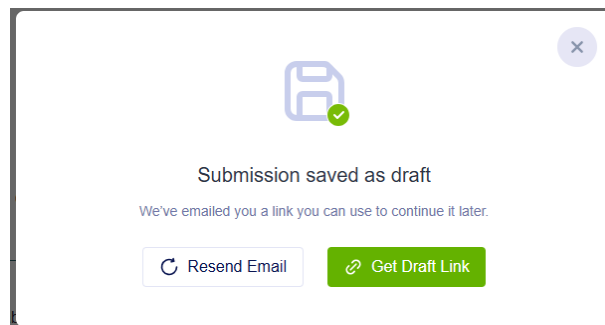 Submission saved as draft
We've emailed you a link you can use to continue it later.
Resend Email
Get Draft Link